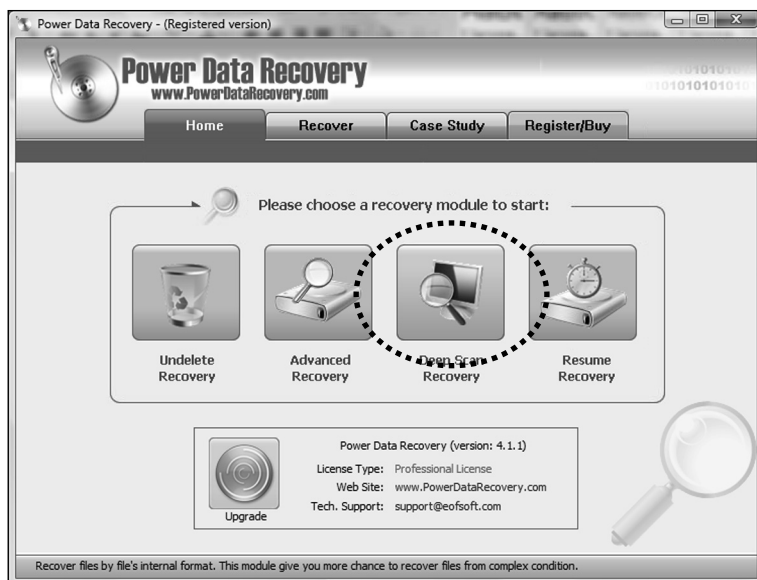 Power Data Recovery - (Registered version)
Power Data Recovery
www.PowerDataRecovery.com
Home Recover Case Study Register/Buy
Please choose a recovery module to start:
Undelete Recovery
Advanced Recovery
Deep Scan Recovery
Resume Recovery
Power Data Recovery (version: 4.1.1)
License Type: Professional License
Web Site: www.PowerDataRecovery.com
Tech. Support: support@eofsoft.com
Upgrade
Recover files by file's internal format. This module give you more chance to recover files from complex condition.